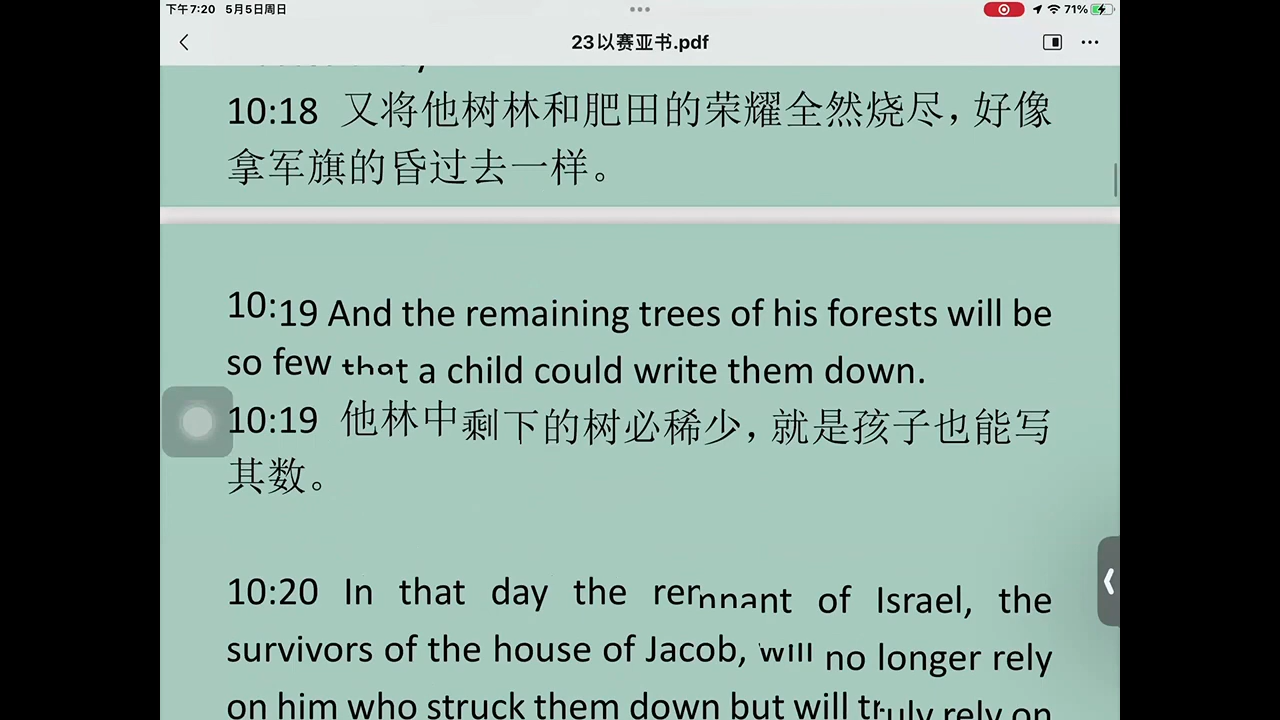 下午7:20 5月5日周日
71%
23以赛亚书.pdf
10:18 又将他树林和肥田的荣耀全然烧尽，好像
拿军旗的昏过去一样。
10:19 And the remaining trees of his forests will be
so few that a child could write them down.
10:19 他林中剩下的树必稀少，就是孩子也能写
其数。
10:20 In that day the remnant of Israel, the
survivors of the house of Jacob, will no longer rely
on him who struck them down but will truly rely on